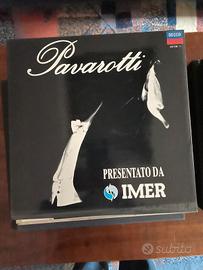 Pavarotti
DECCA
PRESENTATO DA
IMER
subito